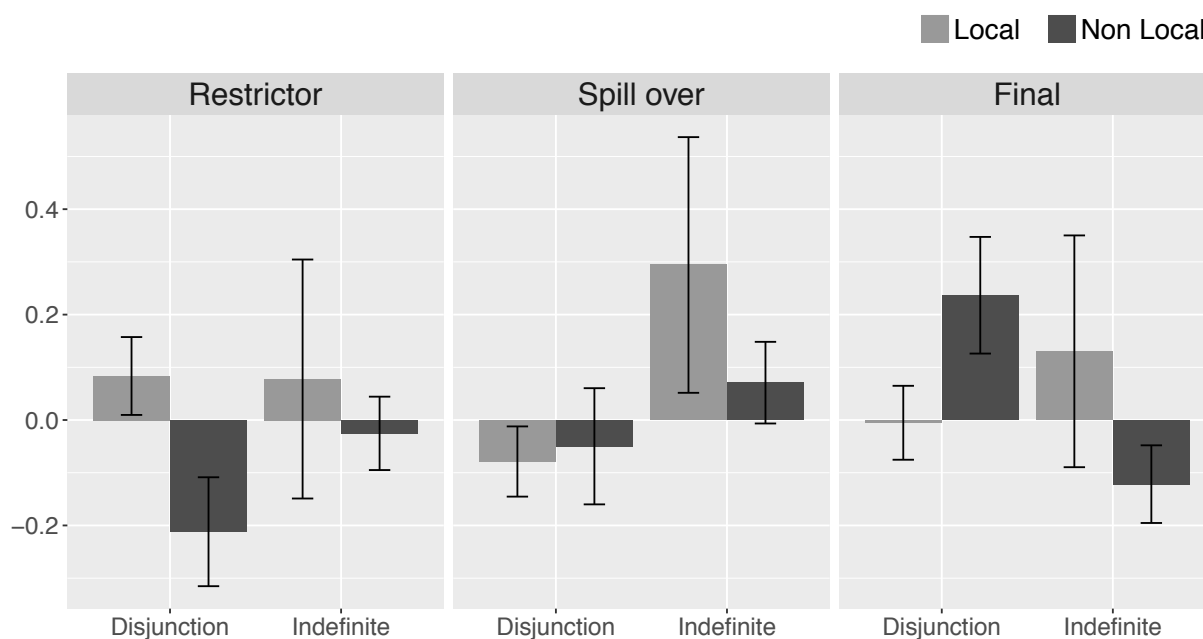 Local Non Local
Restrictor Spill over Final
0.4
0.2
0.0
−0.2
Disjunction Indefinite Disjunction Indefinite Disjunction Indefinite